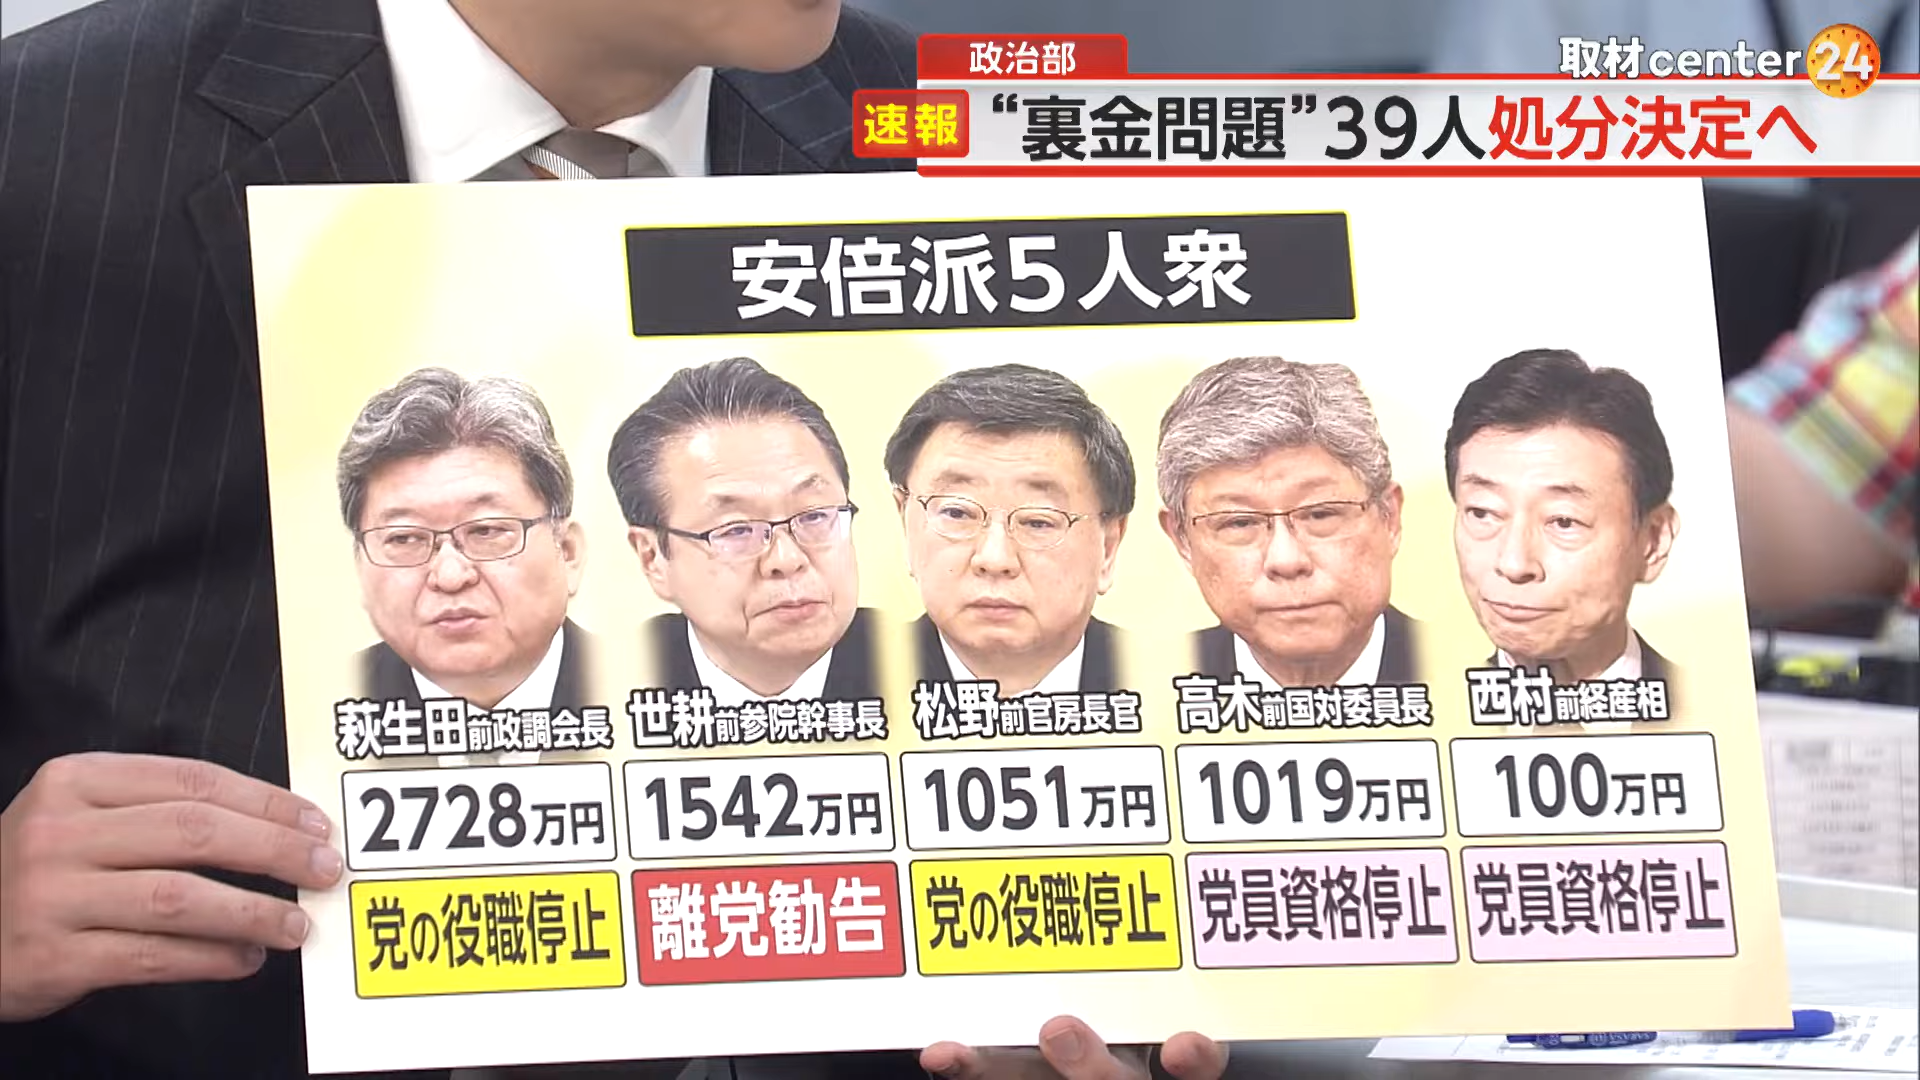 取材center24
政治部
速報 “裏金問題”39人処分決定へ
安倍派5人衆
萩生田前政調会長 世耕前参院幹事長 松野前官房長官 高木前国対委員長 西村前経産相
2728万円 1542万円 1051万円 1019万円 100万円
党の役職停止 離党勧告 党の役職停止 党員資格停止 党員資格停止